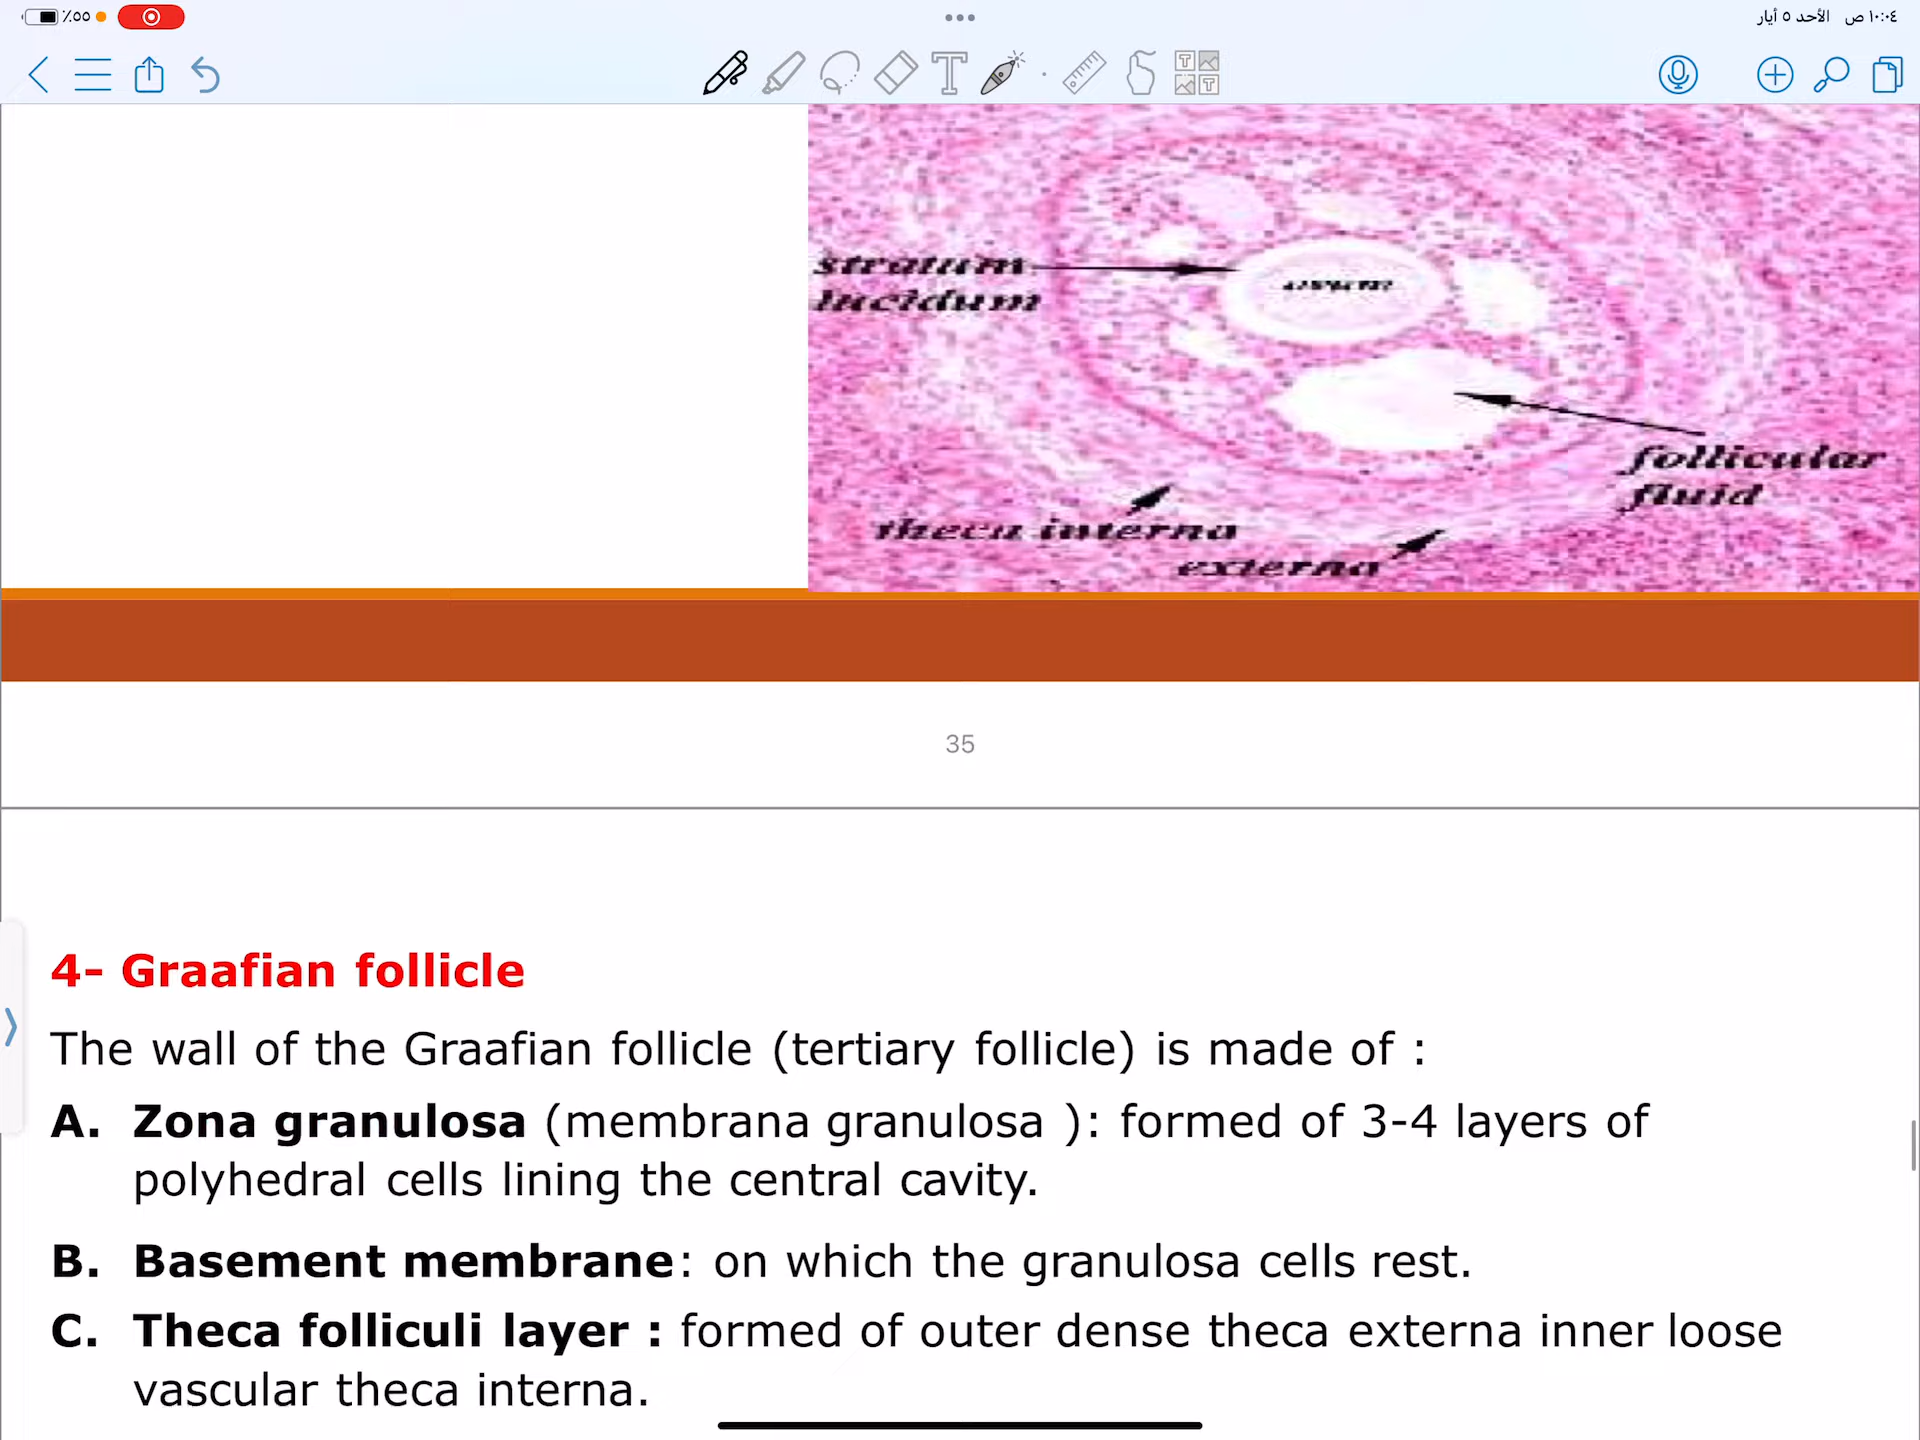 ٪٥٥
١٠:٠٤ ص الأحد ٥ أيار
stratum
lucidum
ovum
follicular
fluid
theca interna
externa
35
4- Graafian follicle
The wall of the Graafian follicle (tertiary follicle) is made of :
A. Zona granulosa (membrana granulosa ): formed of 3-4 layers of
polyhedral cells lining the central cavity.
B. Basement membrane: on which the granulosa cells rest.
C. Theca folliculi layer : formed of outer dense theca externa inner loose
vascular theca interna.